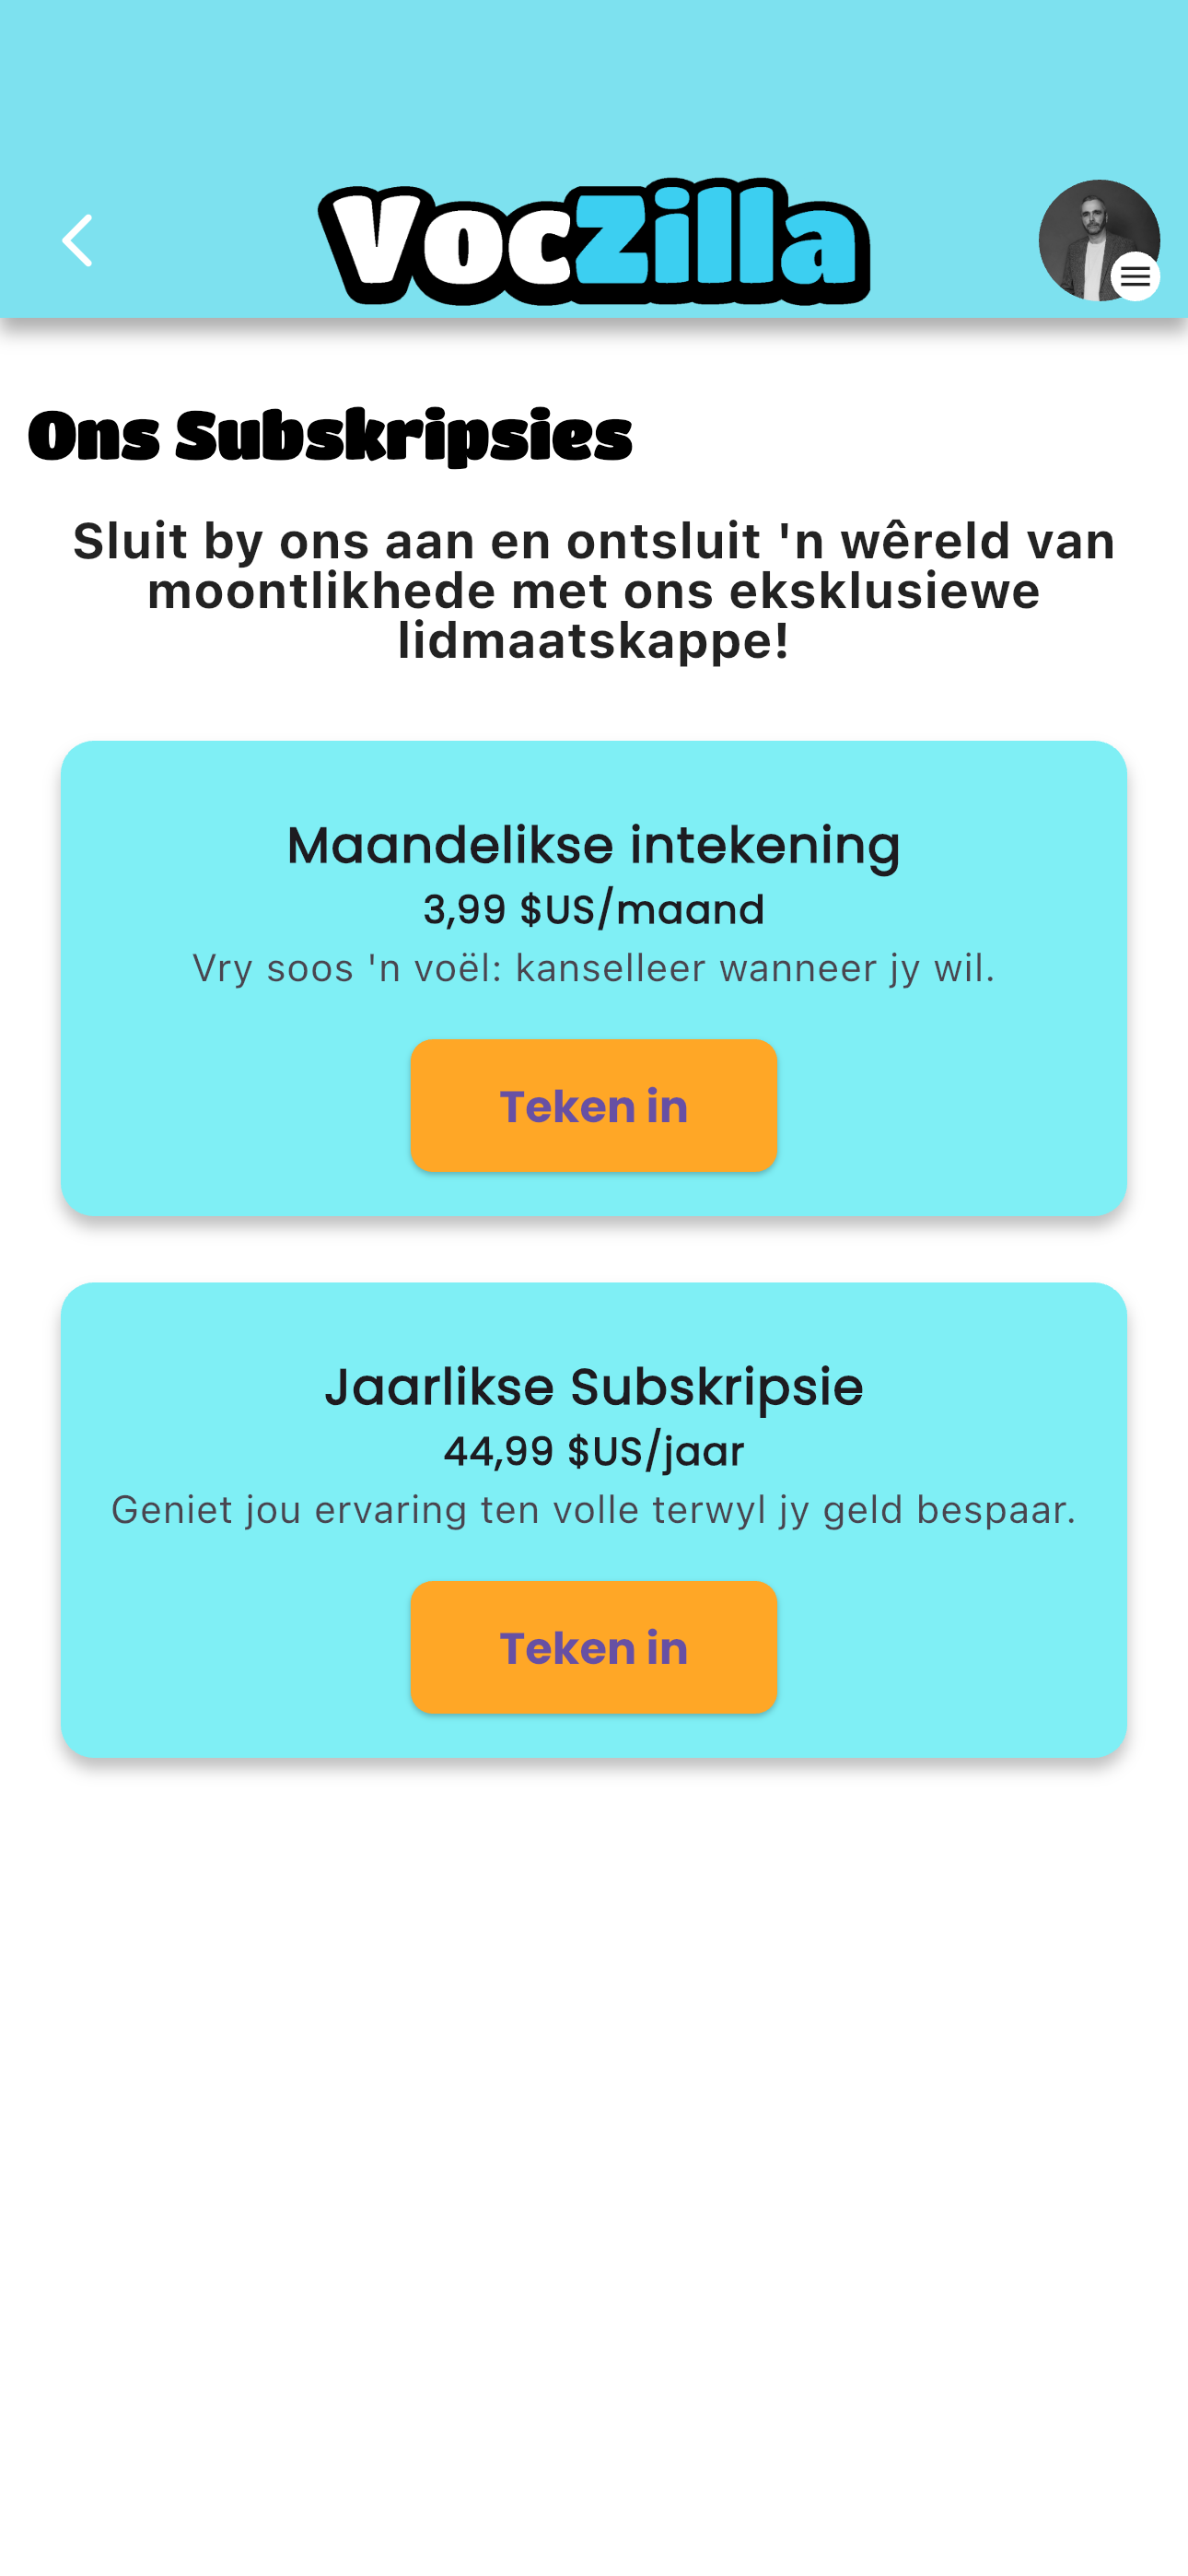 VocZilla
Ons Subskripsies
Sluit by ons aan en ontsluit 'n wêreld van
moontlikhede met ons eksklusiewe
lidmaatskappe!
Maandelikse intekening
3,99 $US/maand
Vry soos 'n voël: kanselleer wanneer jy wil.
Teken in
Jaarlikse Subskripsie
44,99 $US/jaar
Geniet jou ervaring ten volle terwyl jy geld bespaar.
Teken in